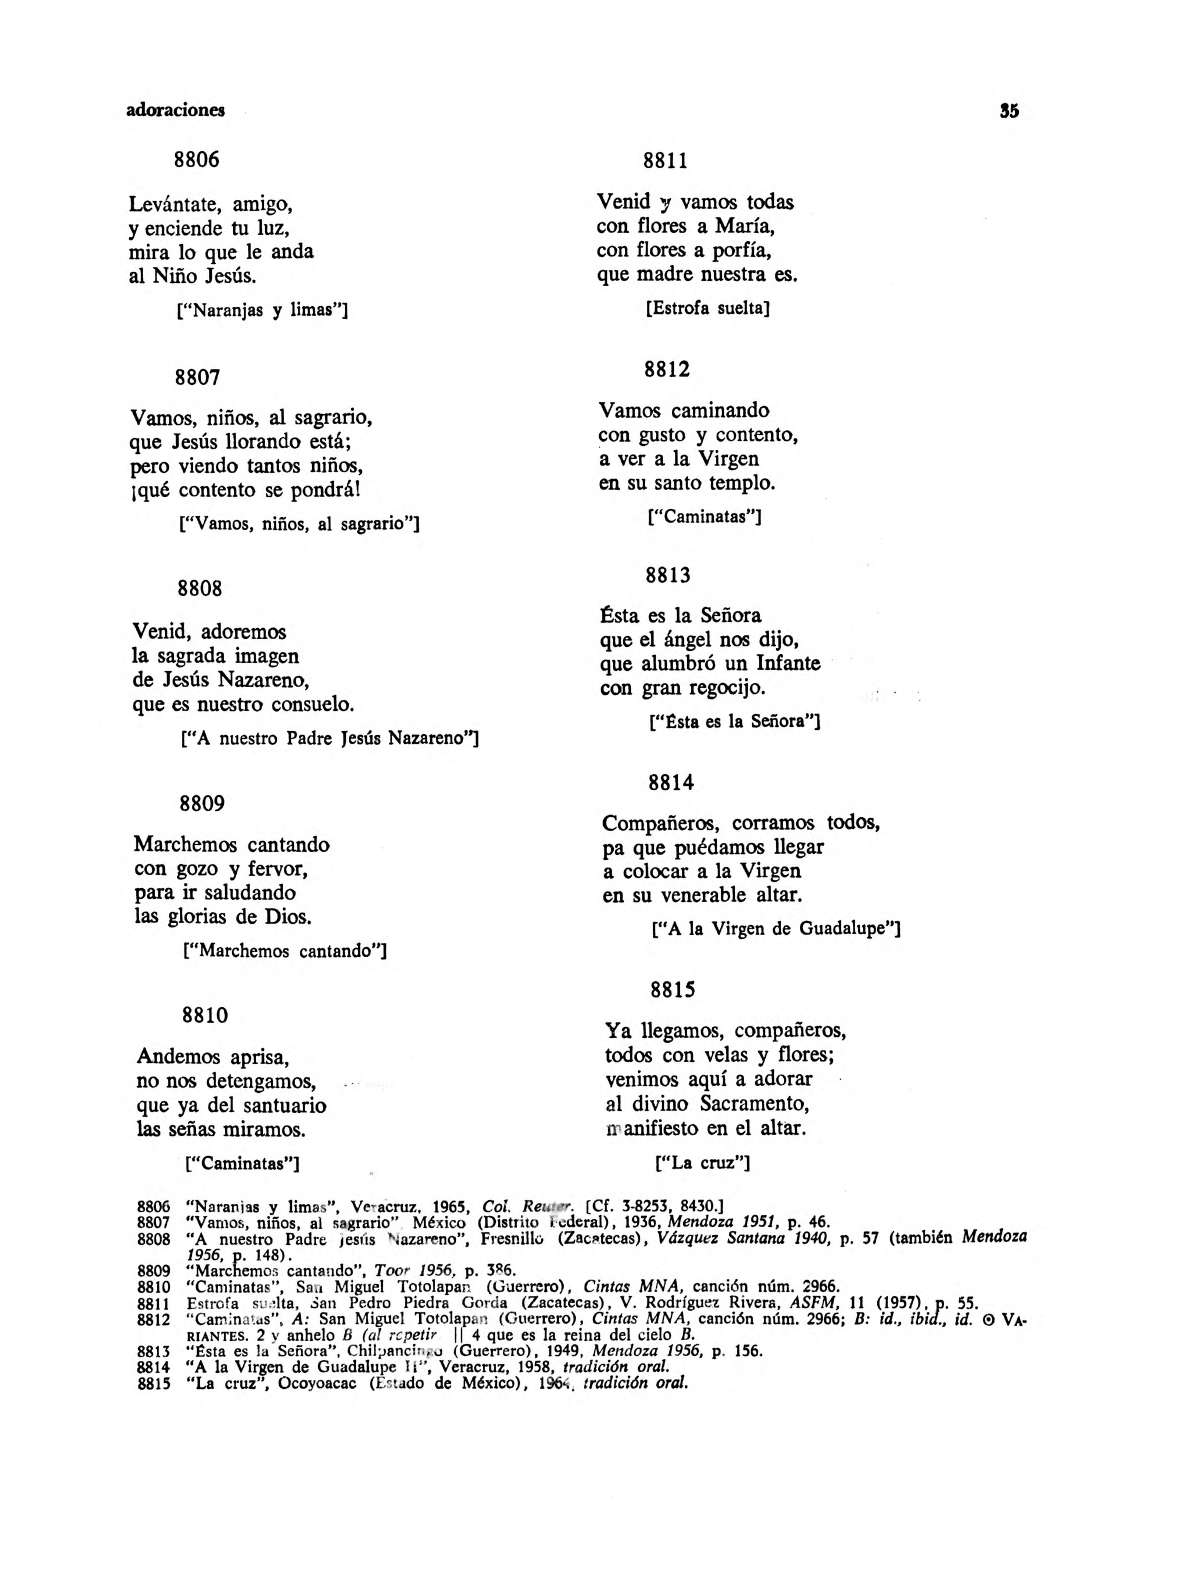 adoraciones 35
8806
Levántate, amigo,
y enciende tu luz,
mira lo que le anda
al Niño Jesús.
["Naranjas y limas"]
8807
Vamos, niños, al sagrario,
que Jesús llorando está;
pero viendo tantos niños,
¡qué contento se pondrá!
["Vamos, niños, al sagrario"]
8808
Venid, adoremos
la sagrada imagen
de Jesús Nazareno,
que es nuestro consuelo.
["A nuestro Padre Jesús Nazareno"]
8809
Marchemos cantando
con gozo y fervor,
para ir saludando
las glorias de Dios.
["Marchemos cantando"]
8810
Andemos aprisa,
no nos detengamos,
que ya del santuario
las señas miramos.
["Caminatas"]
8811
Venid y vamos todas
con flores a María,
con flores a porfía,
que madre nuestra es.
[Estrofa suelta]
8812
Vamos caminando
con gusto y contento,
a ver a la Virgen
en su santo templo.
["Caminatas"]
8813
Ésta es la Señora
que el ángel nos dijo,
que alumbró un Infante
con gran regocijo.
["Ésta es la Señora"]
8814
Compañeros, corramos todos,
pa que puédamos llegar
a colocar a la Virgen
en su venerable altar.
["A la Virgen de Guadalupe"]
8815
Ya llegamos, compañeros,
todos con velas y flores;
venimos aquí a adorar
al divino Sacramento,
manifiesto en el altar.
["La cruz"]
8806 "Naranjas y limas", Veracruz, 1965, Col. Reuter. [Cf. 3-8253, 8430.]
8807 "Vamos, niños, al sagrario" México (Distrito Federal), 1936, Mendoza 1951, p. 46.
8808 "A nuestro Padre Jesús Nazareno", Fresnillo (Zacatecas), Vázquez Santana 1940, p. 57 (también Mendoza
1956, p. 148).
8809 "Marchemos cantando", Toor 1956, p. 386.
8810 "Caminatas", San Miguel Totolapan (Guerrero), Cintas MNA, canción núm. 2966.
8811 Estrofa suelta, San Pedro Piedra Gorda (Zacatecas), V. Rodríguez Rivera, ASFM, 11 (1957), p. 55.
8812 "Caminatas", A: San Miguel Totolapan (Guerrero), Cintas MNA, canción núm. 2966; B: id., ibid., id. ⊙ VA-
RIANTES. 2 y anhelo B (al repetir || 4 que es la reina del cielo B.
8813 "Ésta es la Señora", Chilpancingo (Guerrero), 1949, Mendoza 1956, p. 156.
8814 "A la Virgen de Guadalupe II", Veracruz, 1958, tradición oral.
8815 "La cruz", Ocoyoacac (Estado de México), 1964, tradición oral.